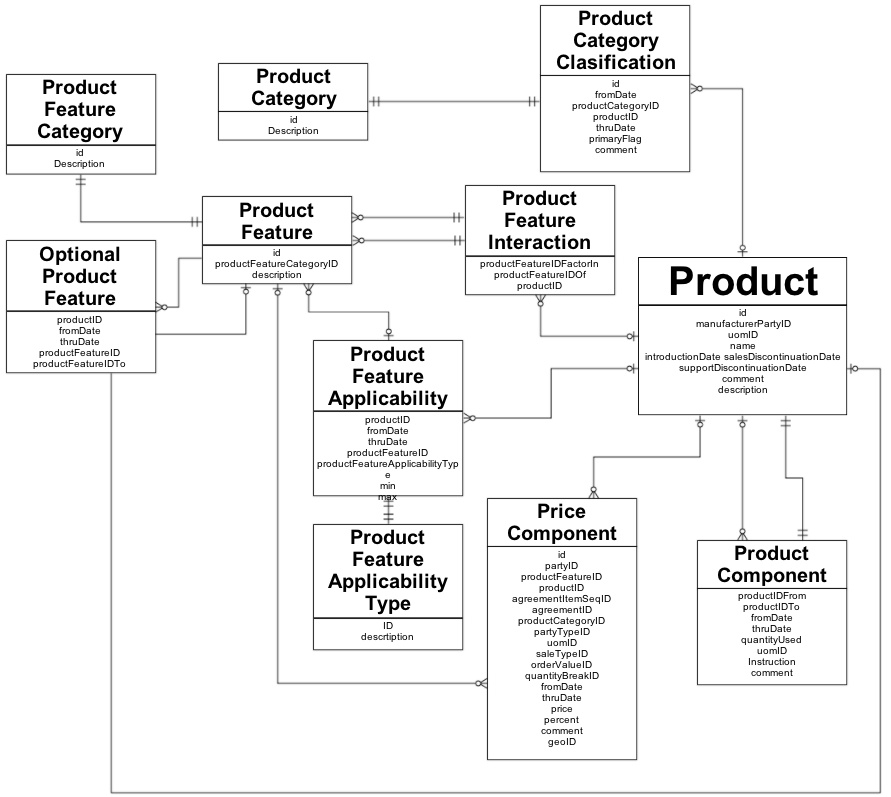 Product
Category
Clasification
id
fromDate
productCategoryID
productID
thruDate
primaryFlag
comment
Product
Category
id
Description
Product
Feature
Category
id
Description
Product
Feature
id
productFeatureCategoryID
description
Product
Feature
Interaction
productFeatureIDFactorIn
productFeatureIDOf
productID
Optional
Product
Feature
productID
fromDate
thruDate
productFeatureID
productFeatureIDTo
Product
id
manufacturerPartyID
uomID
name
introductionDate salesDiscontinuationDate
supportDiscontinuationDate
comment
description
Product
Feature
Applicability
productID
fromDate
thruDate
productFeatureID
productFeatureApplicabilityTyp
e
min
max
Product
Feature
Applicability
Type
ID
descrtiption
Price
Component
id
partyID
productFeatureID
productID
agreementItemSeqID
agreementID
productCategoryID
partyTypeID
uomID
saleTypeID
orderValueID
quantityBreakID
fromDate
thruDate
price
percent
comment
geoID
Product
Component
productIDFrom
productIDTo
fromDate
thruDate
quantityUsed
uomID
Instruction
comment